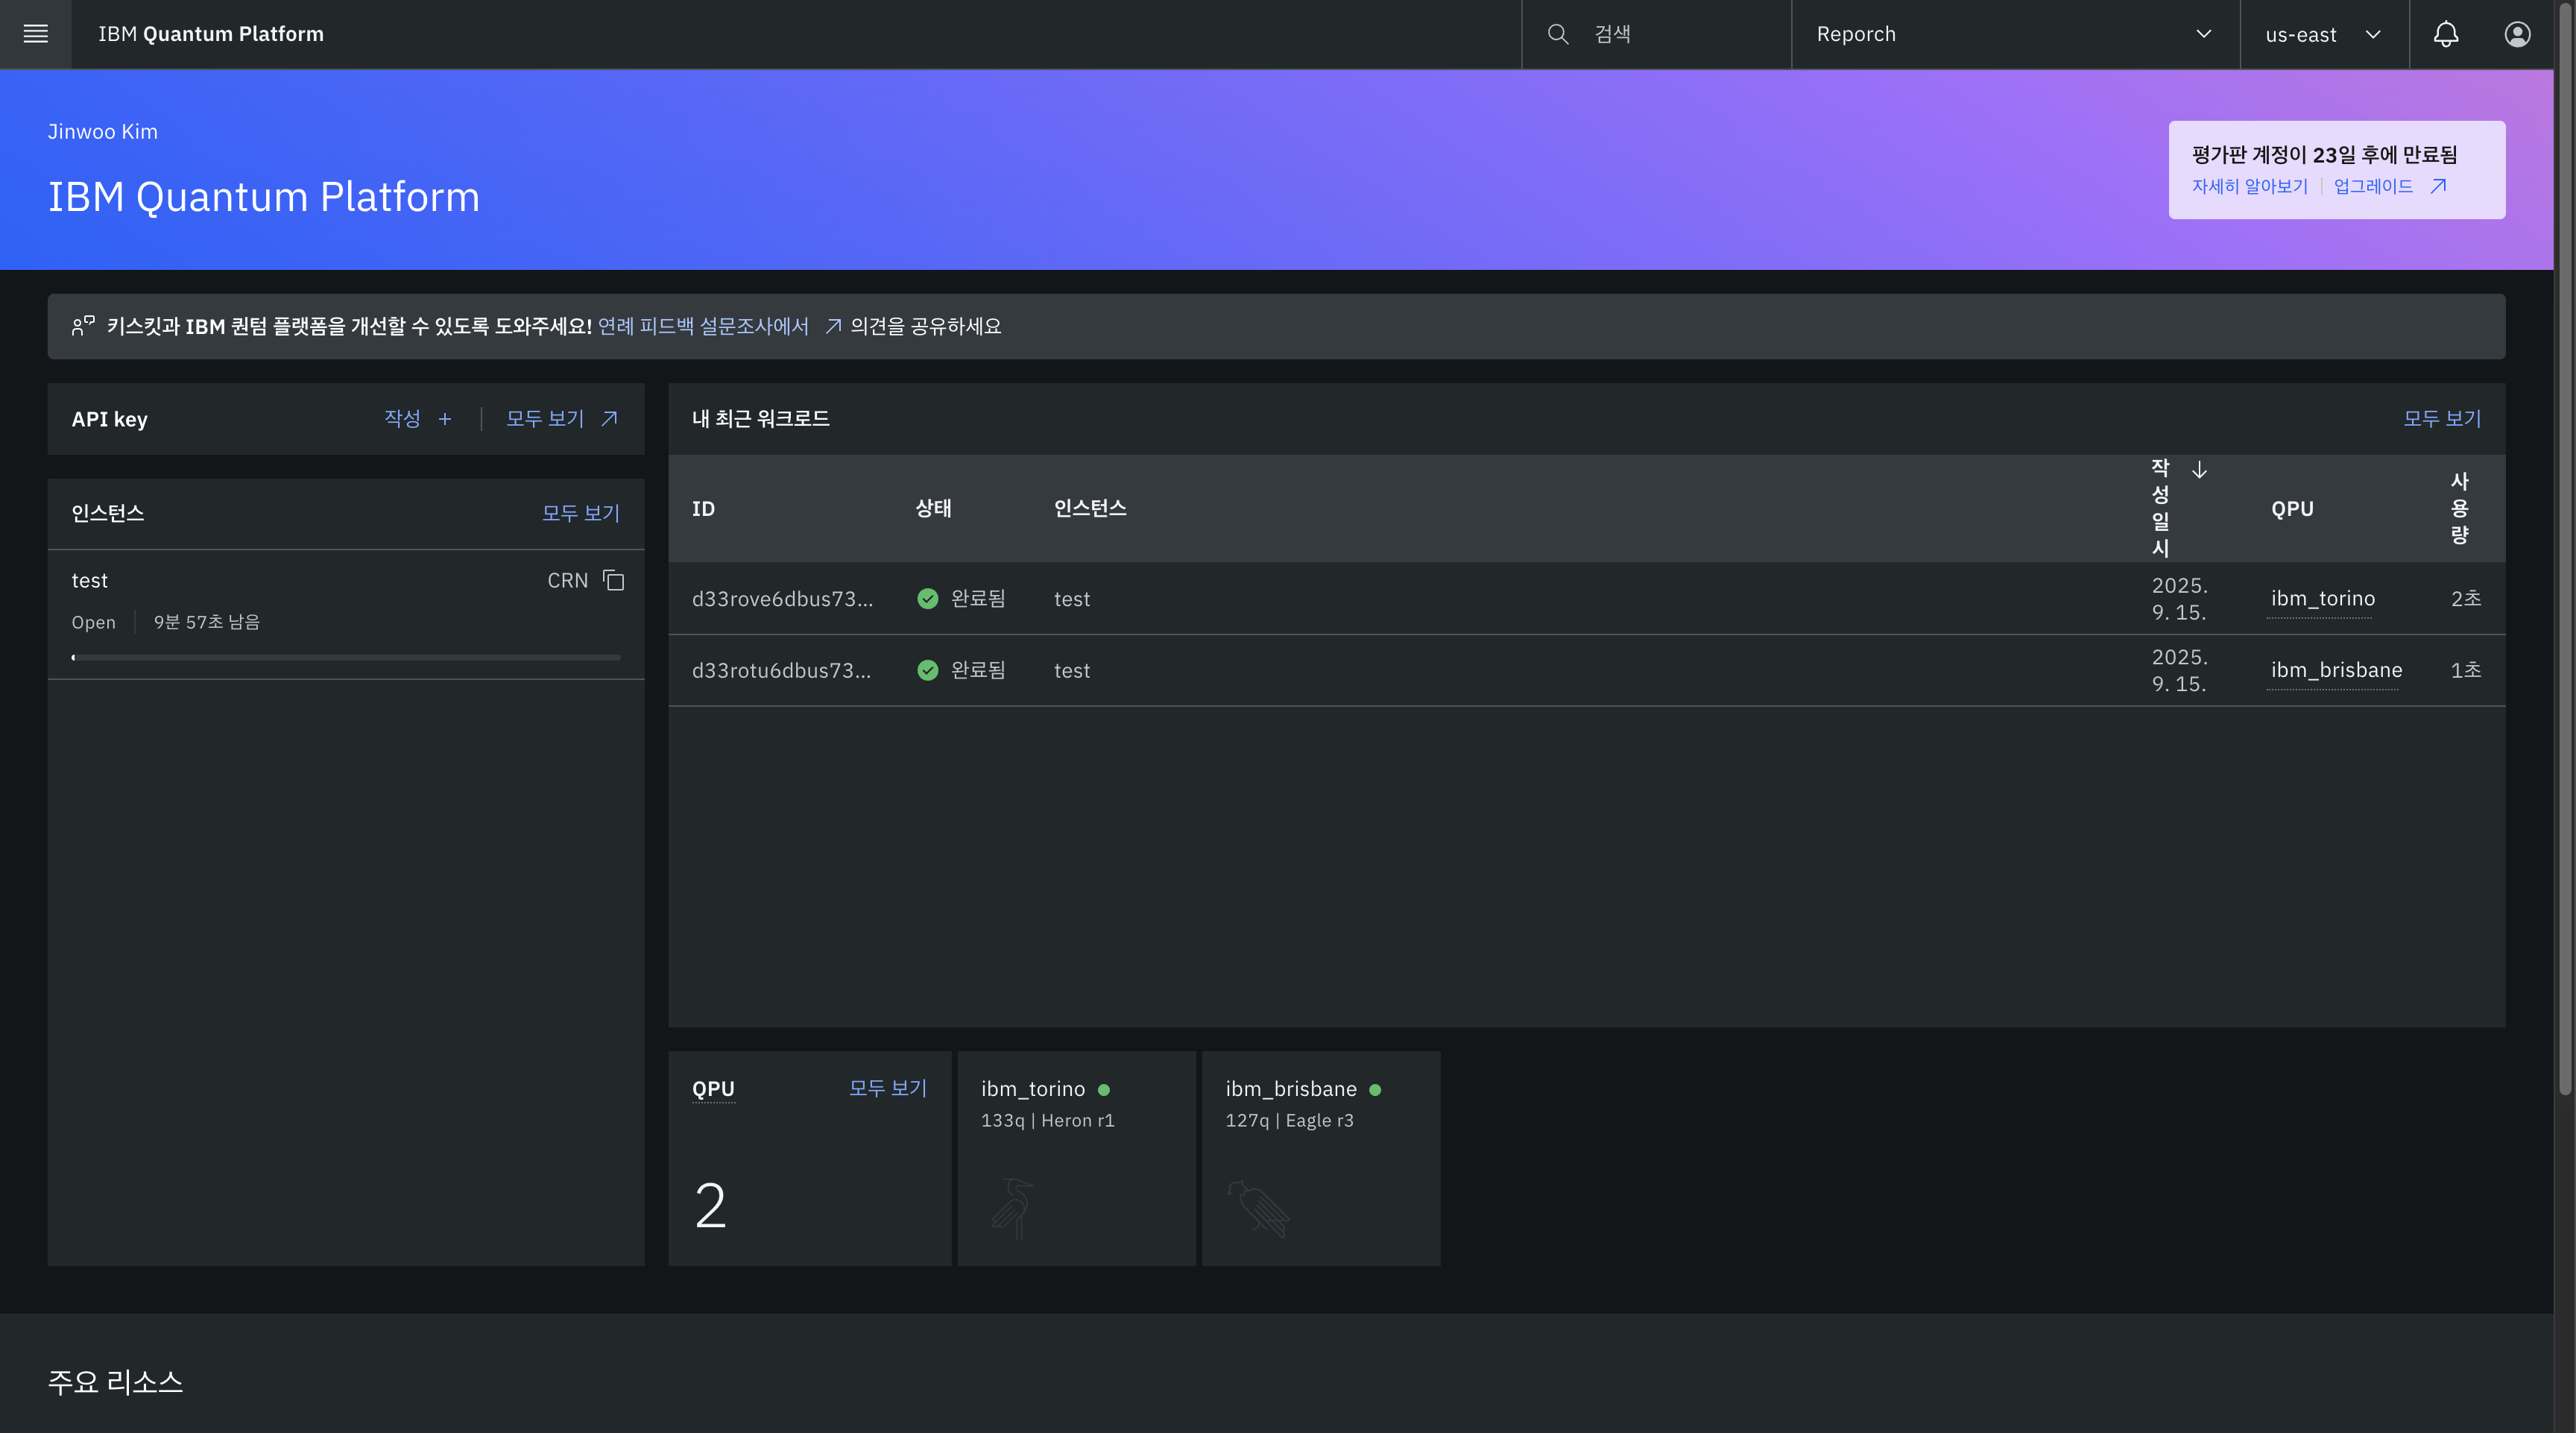 IBM Quantum Platform
검색
Reporch
us-east
Jinwoo Kim
IBM Quantum Platform
평가판 계정이 23일 후에 만료됨
자세히 알아보기 | 업그레이드
키스킷과 IBM 퀀텀 플랫폼을 개선할 수 있도록 도와주세요! 연례 피드백 설문조사에서 의견을 공유하세요
API key 작성 + 모두 보기
인스턴스 모두 보기
test CRN
Open 9분 57초 남음
내 최근 워크로드 모두 보기
ID 상태 인스턴스 작성일시 QPU 사용량
d33rove6dbus73... 완료됨 test 2025. 9. 15. ibm_torino 2초
d33rotu6dbus73... 완료됨 test 2025. 9. 15. ibm_brisbane 1초
QPU 모두 보기
2
ibm_torino
133q | Heron r1
ibm_brisbane
127q | Eagle r3
주요 리소스